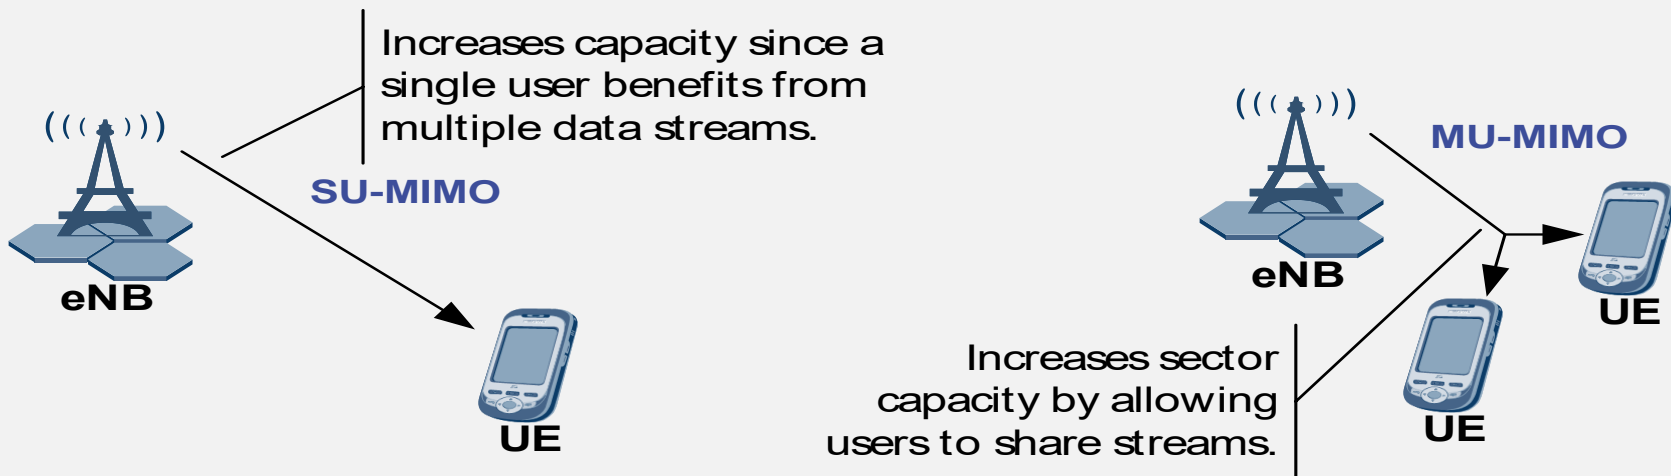 Increases capacity since a
single user benefits from
multiple data streams.
SU-MIMO
eNB
UE
MU-MIMO
eNB
UE
UE
Increases sector
capacity by allowing
users to share streams.